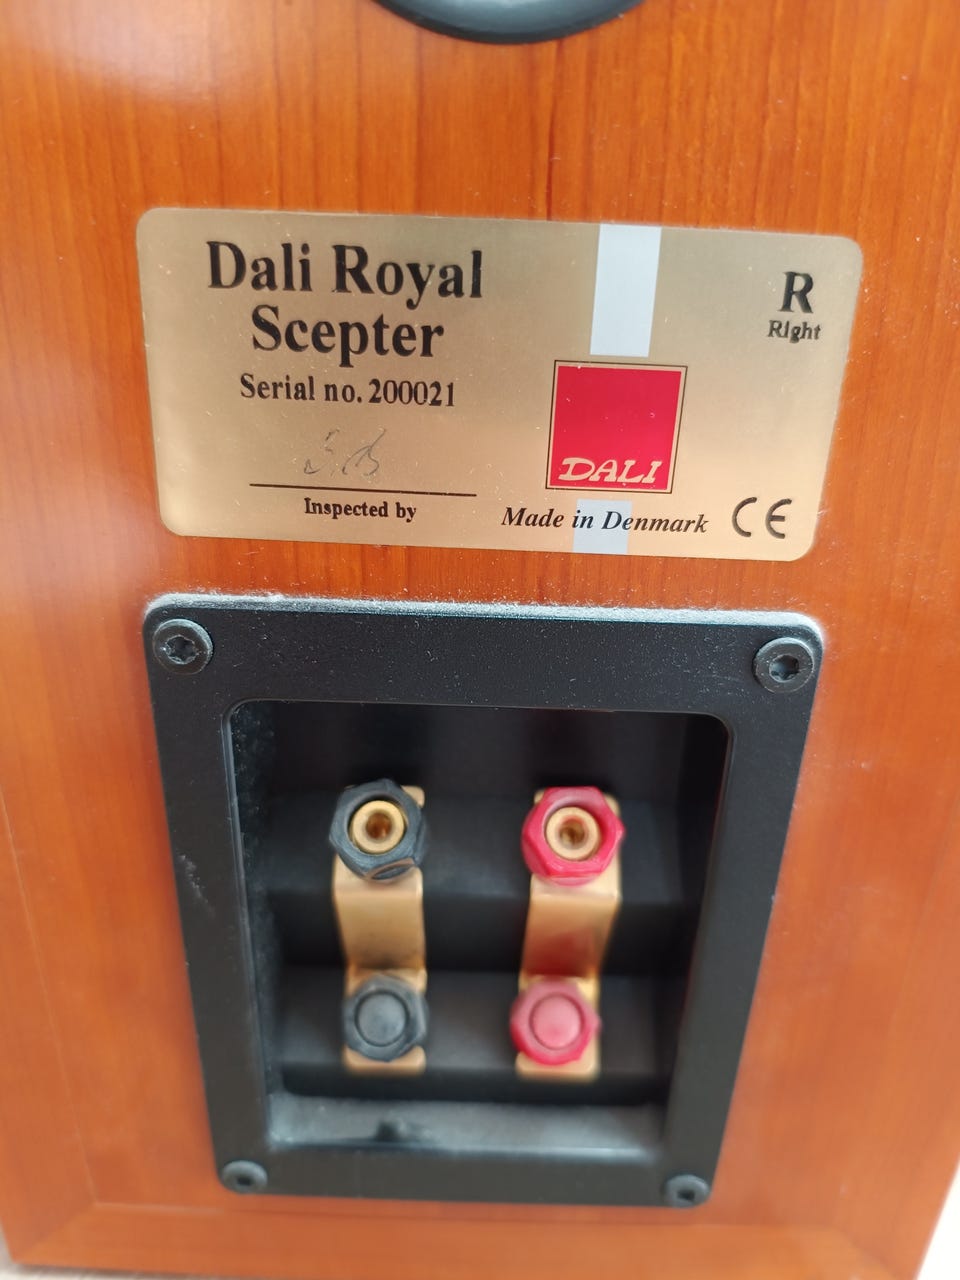 Dali Royal
Scepter
Serial no. 200021
Inspected by
R
Right
DALI
Made in Denmark
CE